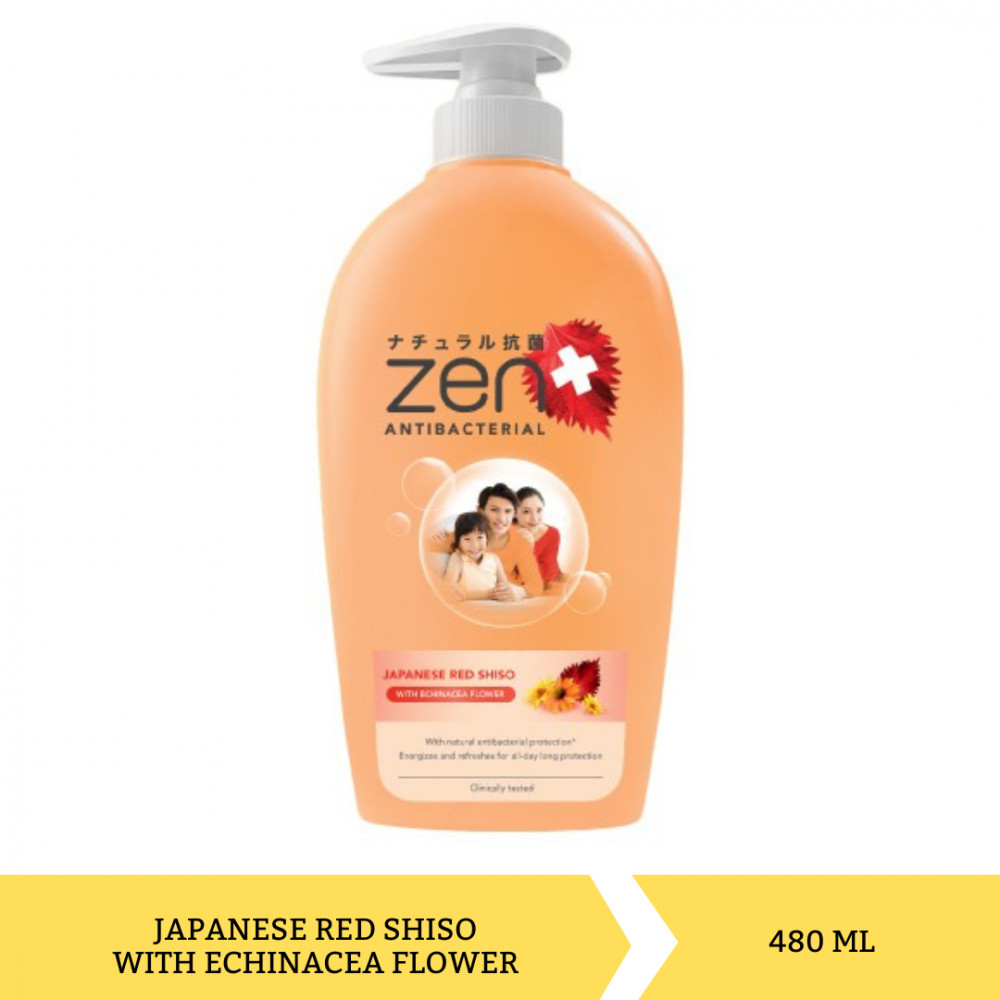 ナチュラル抗菌
zen
ANTIBACTERIAL
JAPANESE RED SHISO
WITH ECHINACEA FLOWER
With natural antibacterial protection*
Energizes and refreshes for all-day long protection
Clinically tested
JAPANESE RED SHISO
WITH ECHINACEA FLOWER
480 ML